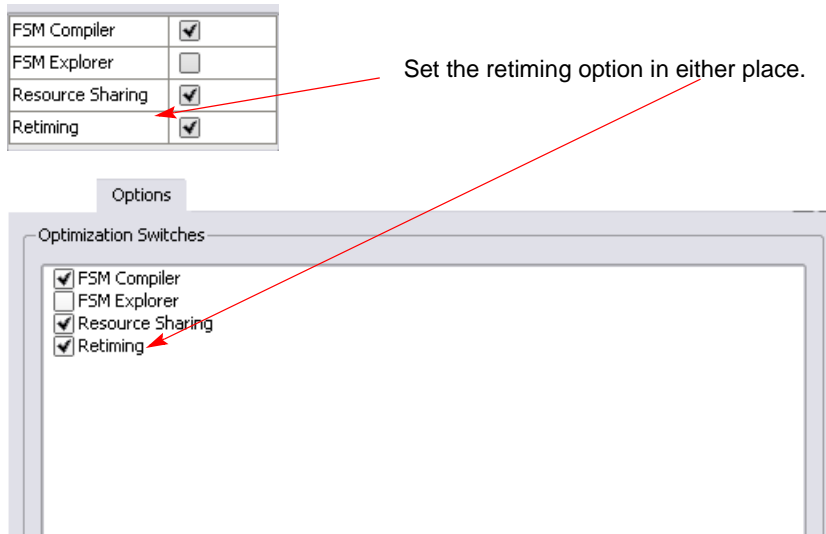 FSM Compiler
FSM Explorer
Resource Sharing
Retiming
Set the retiming option in either place.
Options
Optimization Switches
FSM Compiler
FSM Explorer
Resource Sharing
Retiming